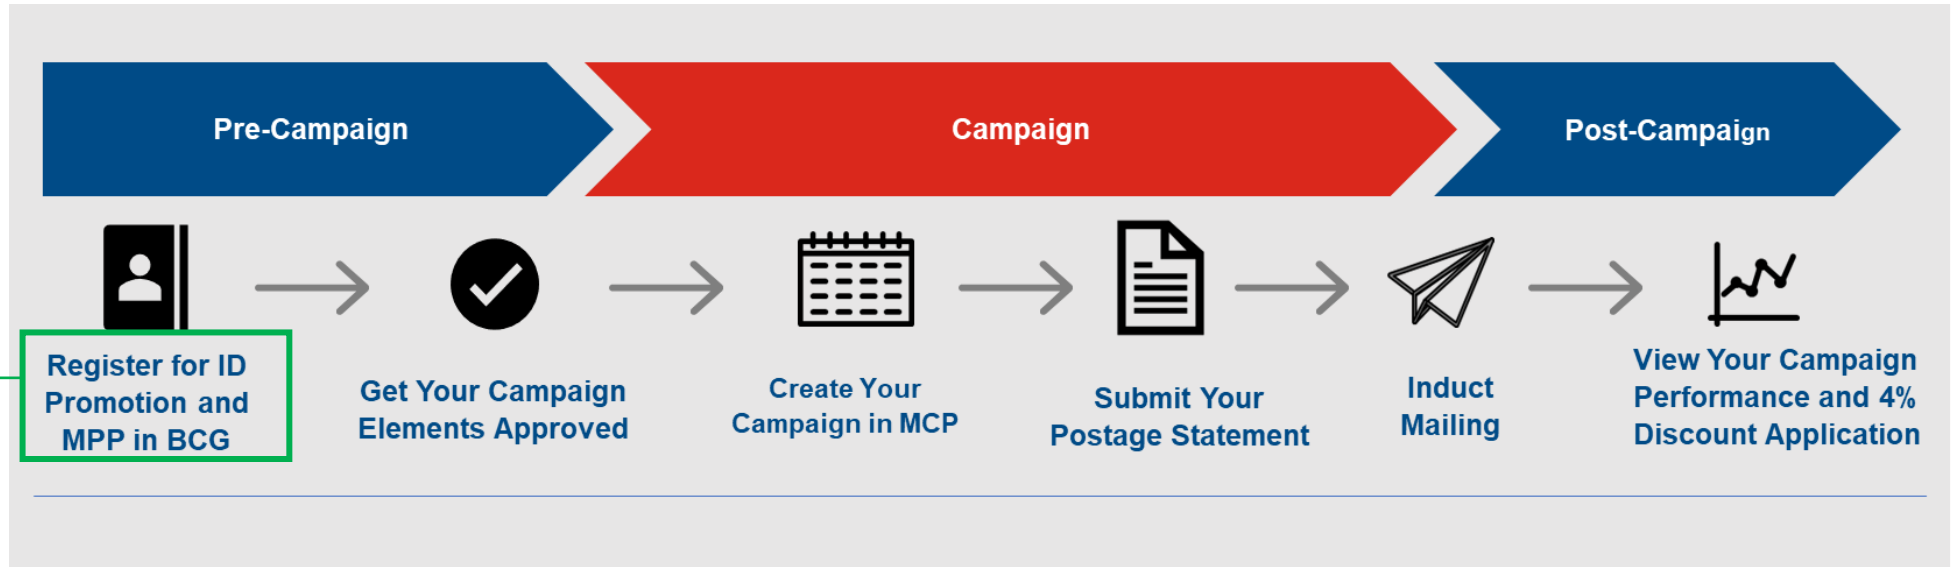 Pre-Campaign
Campaign
Post-Campaign
Register for ID
Promotion and
MPP in BCG
Get Your Campaign
Elements Approved
Create Your
Campaign in MCP
Submit Your
Postage Statement
Induct
Mailing
View Your Campaign
Performance and 4%
Discount Application